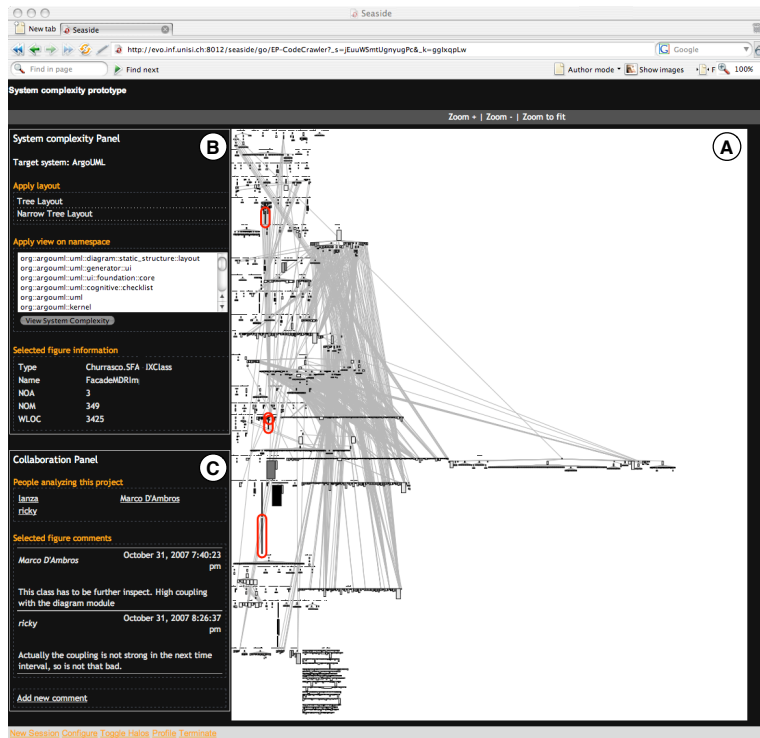 Seaside
New tab
Seaside
http://evo.inf.unisi.ch:8012/seaside/go/EP-CodeCrawler?_s=jEuuWSmtUgnyugPc&_k=gglxqpLw
Google
Find in page
Find next
Author mode
Show images
F
100%
System complexity prototype
Zoom + | Zoom - | Zoom to fit
System complexity Panel
B
A
Target system: ArgoUML
Apply layout
Tree Layout
Narrow Tree Layout
Apply view on namespace
org::argouml::uml::diagram::static_structure::layout
org::argouml::uml::generator::ui
org::argouml::uml::ui::foundation::core
org::argouml::uml::cognitive::checklist
org::argouml::uml
org::argouml::kernel
View System Complexity
Selected figure information
Type Churrasco.SFA IXClass
Name FacadeMDRIm
NOA 3
NOM 349
WLOC 3425
Collaboration Panel
C
People analyzing this project
lanza Marco D'Ambros
ricky
Selected figure comments
Marco D'Ambros October 31, 2007 7:40:23
pm
This class has to be further inspect. High coupling
with the diagram module
ricky October 31, 2007 8:26:37
pm
Actually the coupling is not strong in the next time
interval, so is not that bad.
Add new comment
New Session Configure Toggle Halos Profile Terminate